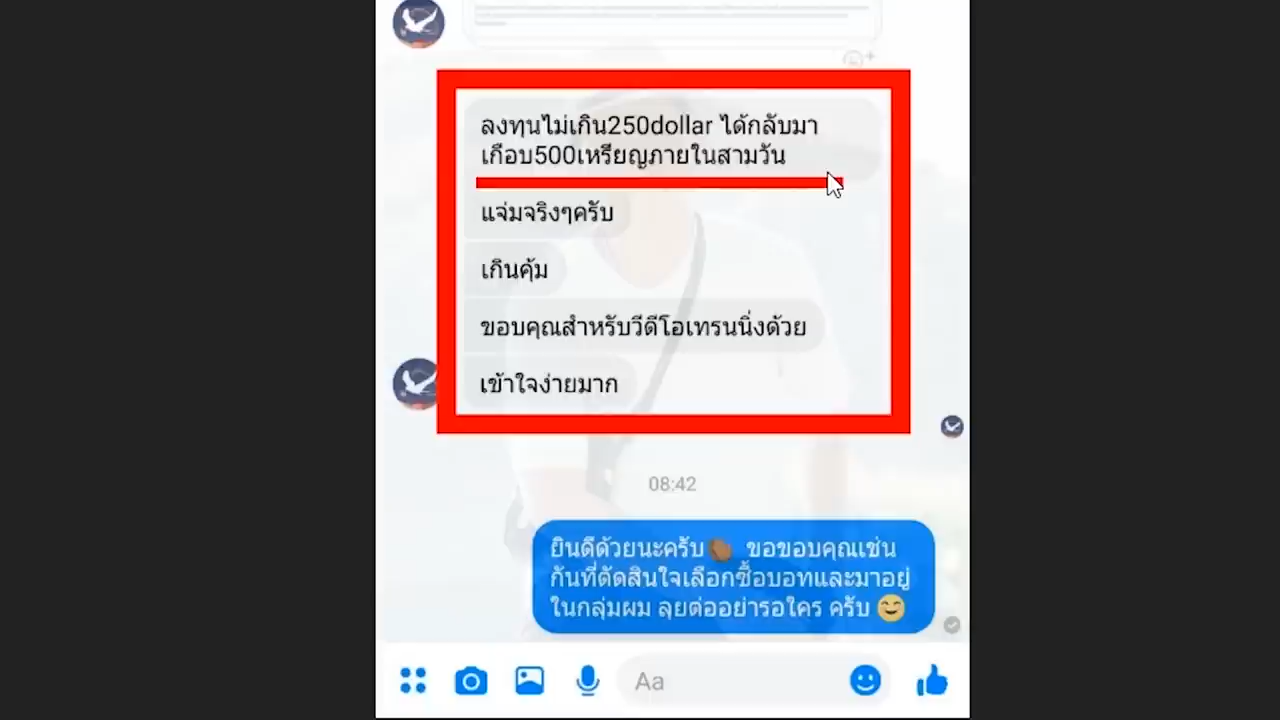 ลงทุนไม่เกิน250dollar ได้กลับมา
เกือบ500เหรียญภายในสามวัน
แจ่มจริงๆครับ
เกินคุ้ม
ขอบคุณสำหรับวีดีโอเทรนนิ่งด้วย
เข้าใจง่ายมาก
08:42
ยินดีด้วยนะครับ👏🏾 ขอขอบคุณเช่น
กันที่ตัดสินใจเลือกซื้อบอทและมาอยู่
ในกลุ่มผม ลุยต่ออย่ารอใคร ครับ😊
Aa